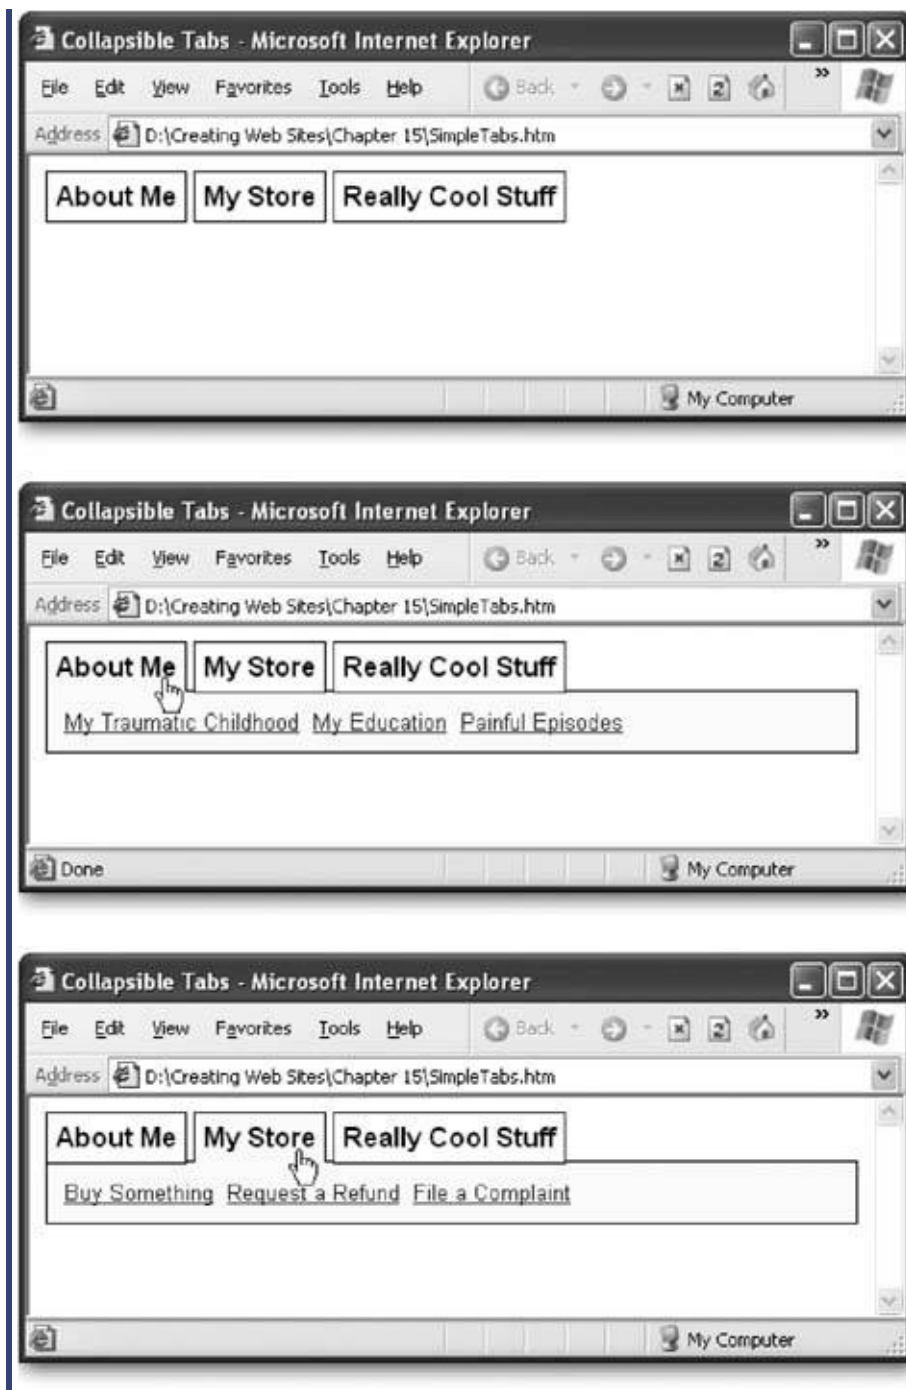 Collapsible Tabs - Microsoft Internet Explorer
File Edit View Favorites Tools Help Back »
Address D:\Creating Web Sites\Chapter 15\SimpleTabs.htm
About Me My Store Really Cool Stuff
My Computer
Collapsible Tabs - Microsoft Internet Explorer
File Edit View Favorites Tools Help Back »
Address D:\Creating Web Sites\Chapter 15\SimpleTabs.htm
About Me My Store Really Cool Stuff
My Traumatic Childhood My Education Painful Episodes
Done My Computer
Collapsible Tabs - Microsoft Internet Explorer
File Edit View Favorites Tools Help Back »
Address D:\Creating Web Sites\Chapter 15\SimpleTabs.htm
About Me My Store Really Cool Stuff
Buy Something Request a Refund File a Complaint
My Computer